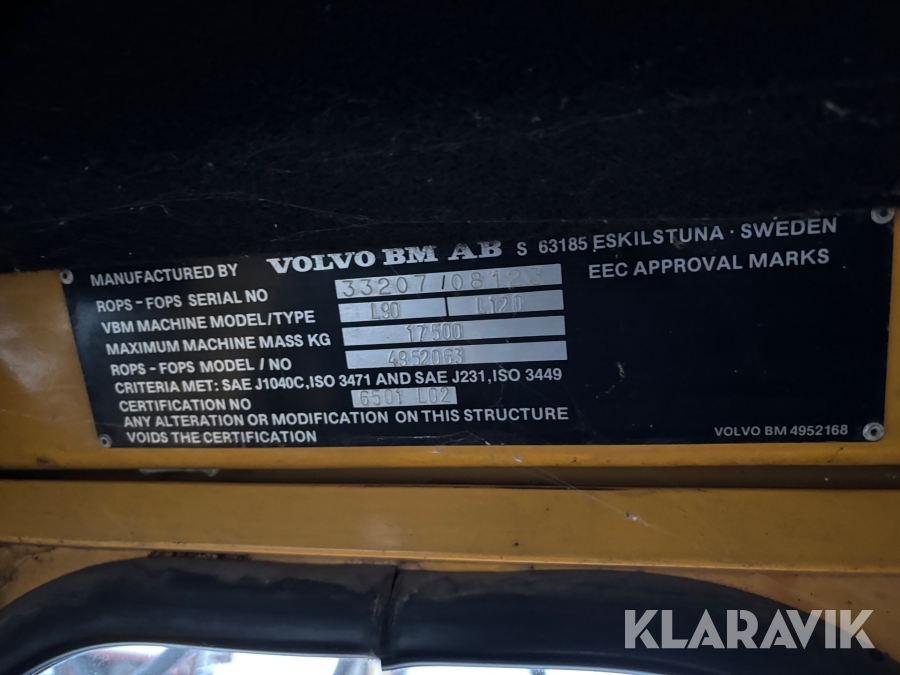 MANUFACTURED BY VOLVO BM AB S 63185 ESKILSTUNA · SWEDEN
ROPS - FOPS SERIAL NO EEC APPROVAL MARKS
VBM MACHINE MODEL/TYPE L90 L120
MAXIMUM MACHINE MASS KG 17500
ROPS - FOPS MODEL / NO 4952063
CRITERIA MET: SAE J1040C, ISO 3471 AND SAE J231, ISO 3449
CERTIFICATION NO 6501 L02
ANY ALTERATION OR MODIFICATION ON THIS STRUCTURE
VOIDS THE CERTIFICATION
VOLVO BM 4952168
KLARAVIK